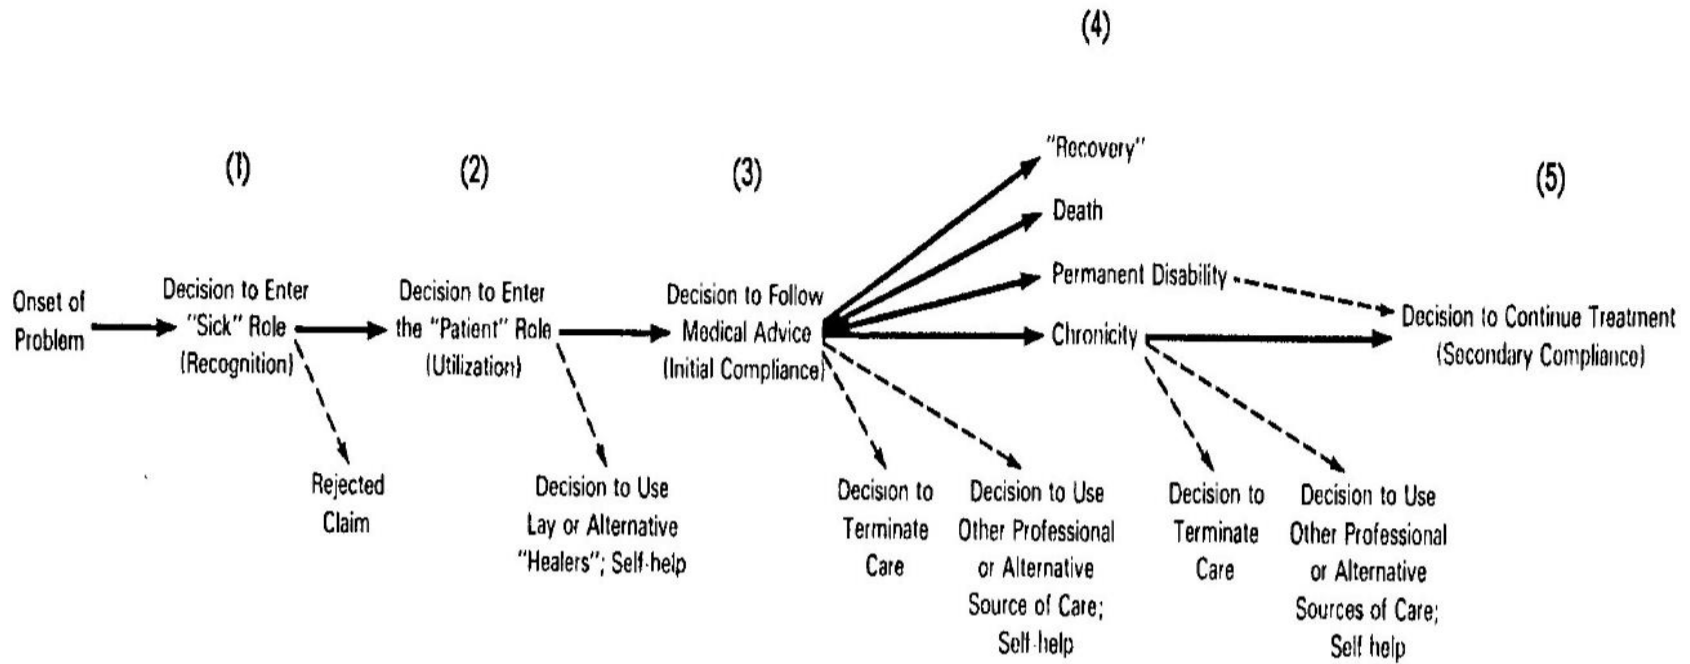 (4)
(1)
(2)
(3)
(5)
Onset of
Problem
Decision to Enter
"Sick" Role
(Recognition)
Rejected
Claim
Decision to Enter
the "Patient" Role
(Utilization)
Decision to Use
Lay or Alternative
"Healers"; Self-help
Decision to Follow
Medical Advice
(Initial Compliance)
"Recovery"
Death
Permanent Disability
Chronicity
Decision to
Terminate
Care
Decision to Use
Other Professional
or Alternative
Source of Care;
Self-help
Decision to Continue Treatment
(Secondary Compliance)
Decision to
Terminate
Care
Decision to Use
Other Professional
or Alternative
Sources of Care;
Self help